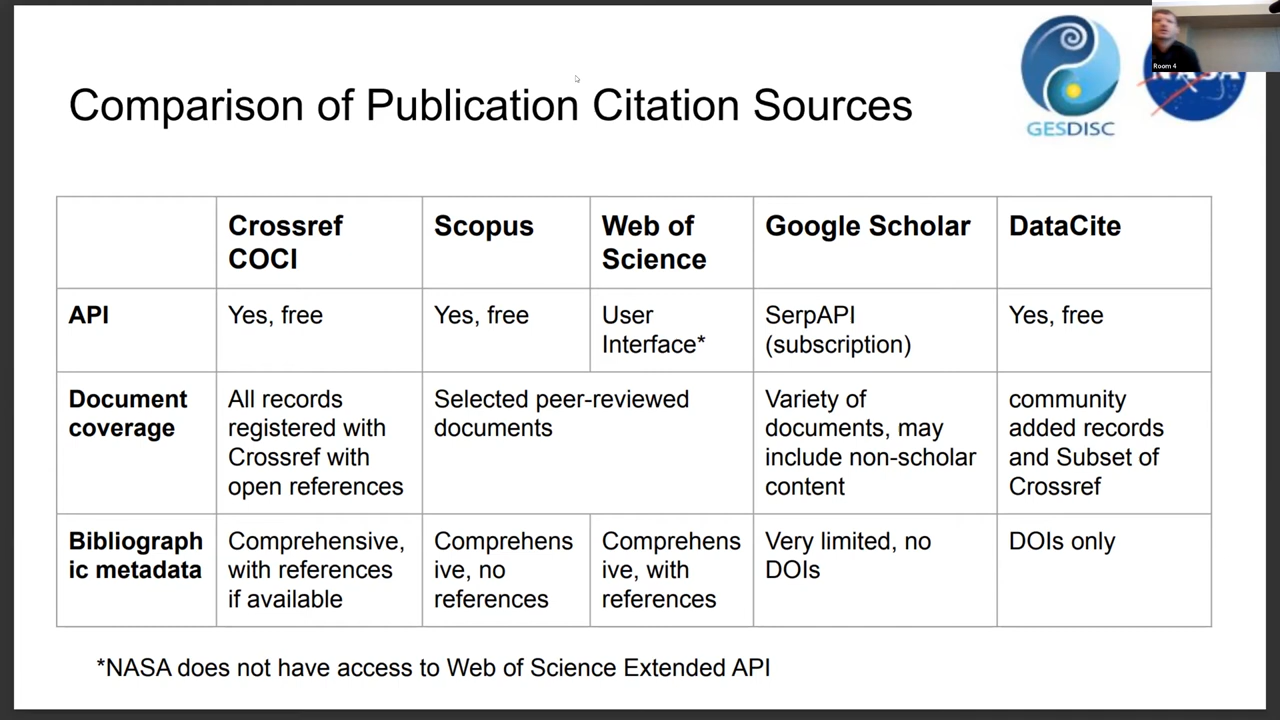 Room 4
NASA
GESDISC
Comparison of Publication Citation Sources
Crossref
COCI
Scopus
Web of
Science
Google Scholar
DataCite
API
Yes, free
Yes, free
User
Interface*
SerpAPI
(subscription)
Yes, free
Document
coverage
All records
registered with
Crossref with
open references
Selected peer-reviewed
documents
Variety of
documents, may
include non-scholar
content
community
added records
and Subset of
Crossref
Bibliograph
ic metadata
Comprehensive,
with references
if available
Comprehens
ive, no
references
Comprehens
ive, with
references
Very limited, no
DOIs
DOIs only
*NASA does not have access to Web of Science Extended API